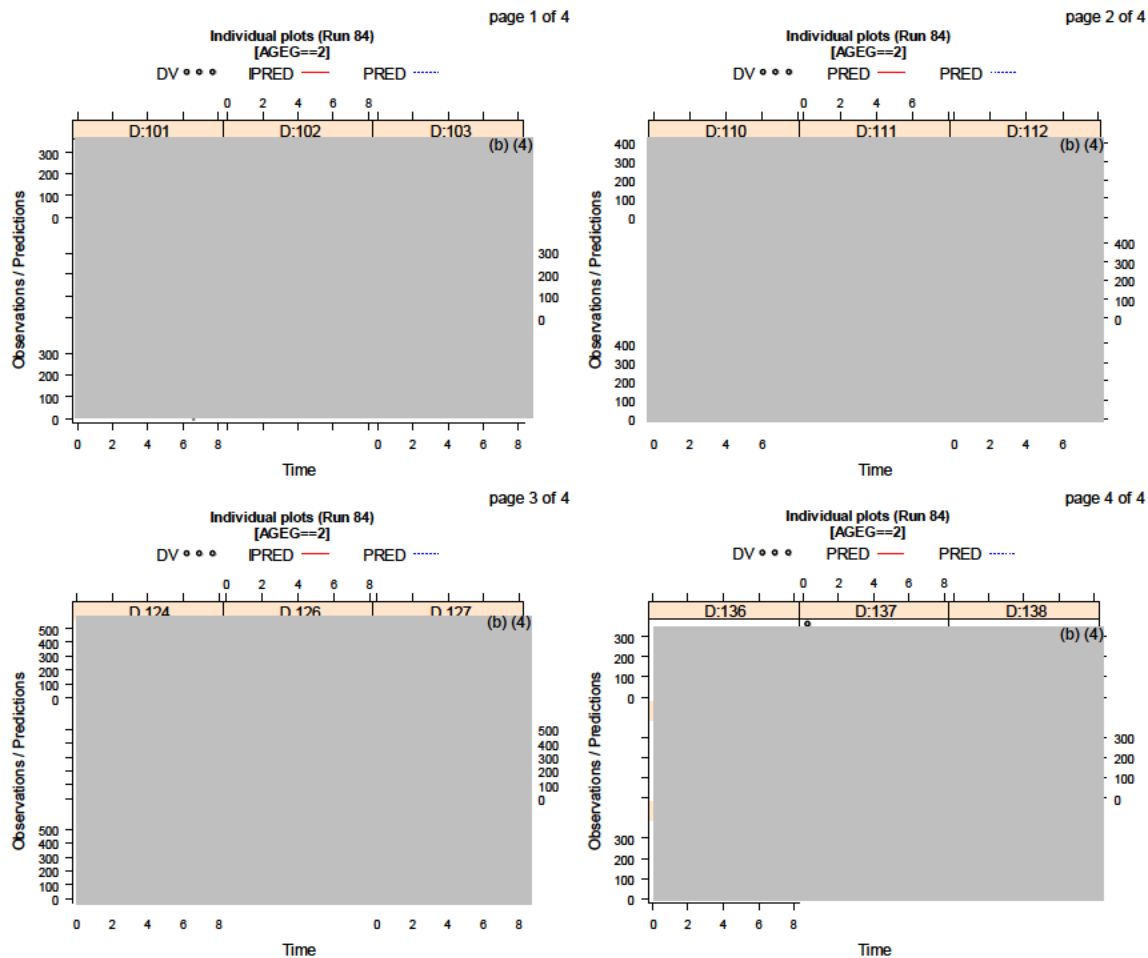 page 1 of 4
Individual plots (Run 84)
[AGEG==2]
DV IPRED PRED
0 2 4 6 8
D:101 D:102 D:103
(b) (4)
300
200
100
0
300
200
100
0
300
200
100
0
Observations / Predictions
0 2 4 6 8 0 2 4 6 8
Time
page 2 of 4
Individual plots (Run 84)
[AGEG==2]
DV PRED PRED
0 2 4 6
D:110 D:111 D:112
(b) (4)
400
300
200
100
0
400
300
200
100
0
400
300
200
100
0
Observations / Predictions
0 2 4 6 0 2 4 6
Time
page 3 of 4
Individual plots (Run 84)
[AGEG==2]
DV IPRED PRED
0 2 4 6 8
D:124 D:126 D:127
(b) (4)
500
400
300
200
100
0
500
400
300
200
100
0
500
400
300
200
100
0
Observations / Predictions
0 2 4 6 8 0 2 4 6 8
Time
page 4 of 4
Individual plots (Run 84)
[AGEG==2]
DV PRED PRED
0 2 4 6 8
D:136 D:137 D:138
(b) (4)
300
200
100
0
300
200
100
0
300
200
100
0
Observations / Predictions
0 2 4 6 8 0 2 4 6 8
Time